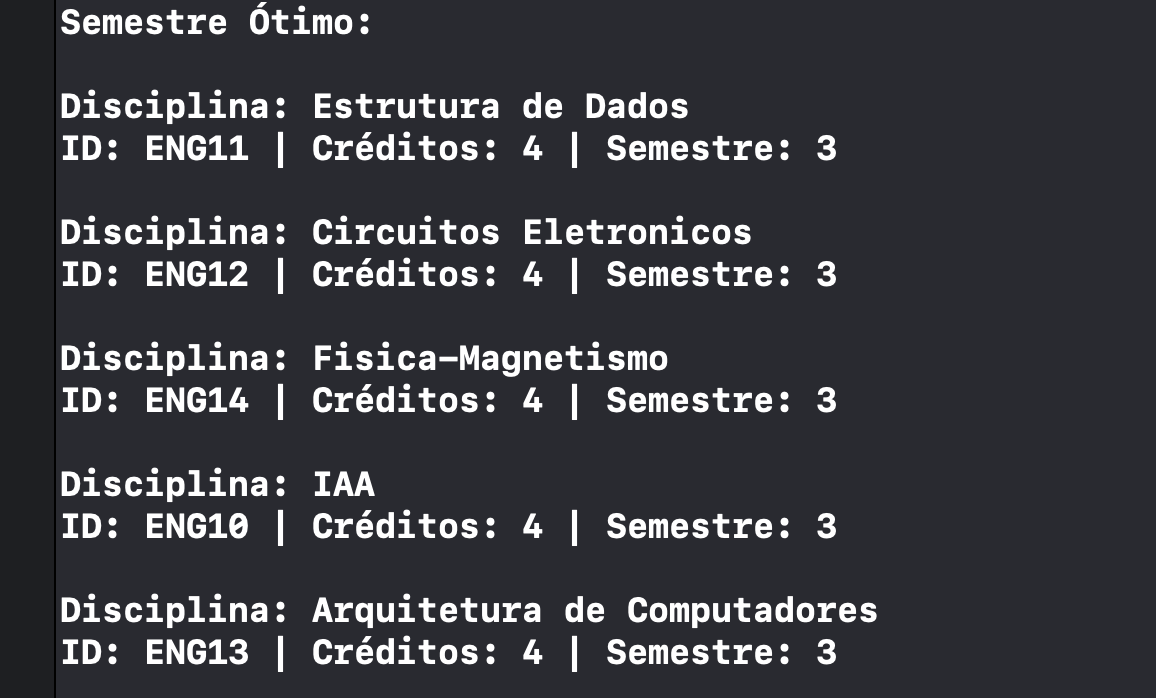 Semestre Ótimo:
Disciplina: Estrutura de Dados
ID: ENG11 | Créditos: 4 | Semestre: 3
Disciplina: Circuitos Eletronicos
ID: ENG12 | Créditos: 4 | Semestre: 3
Disciplina: Fisica-Magnetismo
ID: ENG14 | Créditos: 4 | Semestre: 3
Disciplina: IAA
ID: ENG10 | Créditos: 4 | Semestre: 3
Disciplina: Arquitetura de Computadores
ID: ENG13 | Créditos: 4 | Semestre: 3